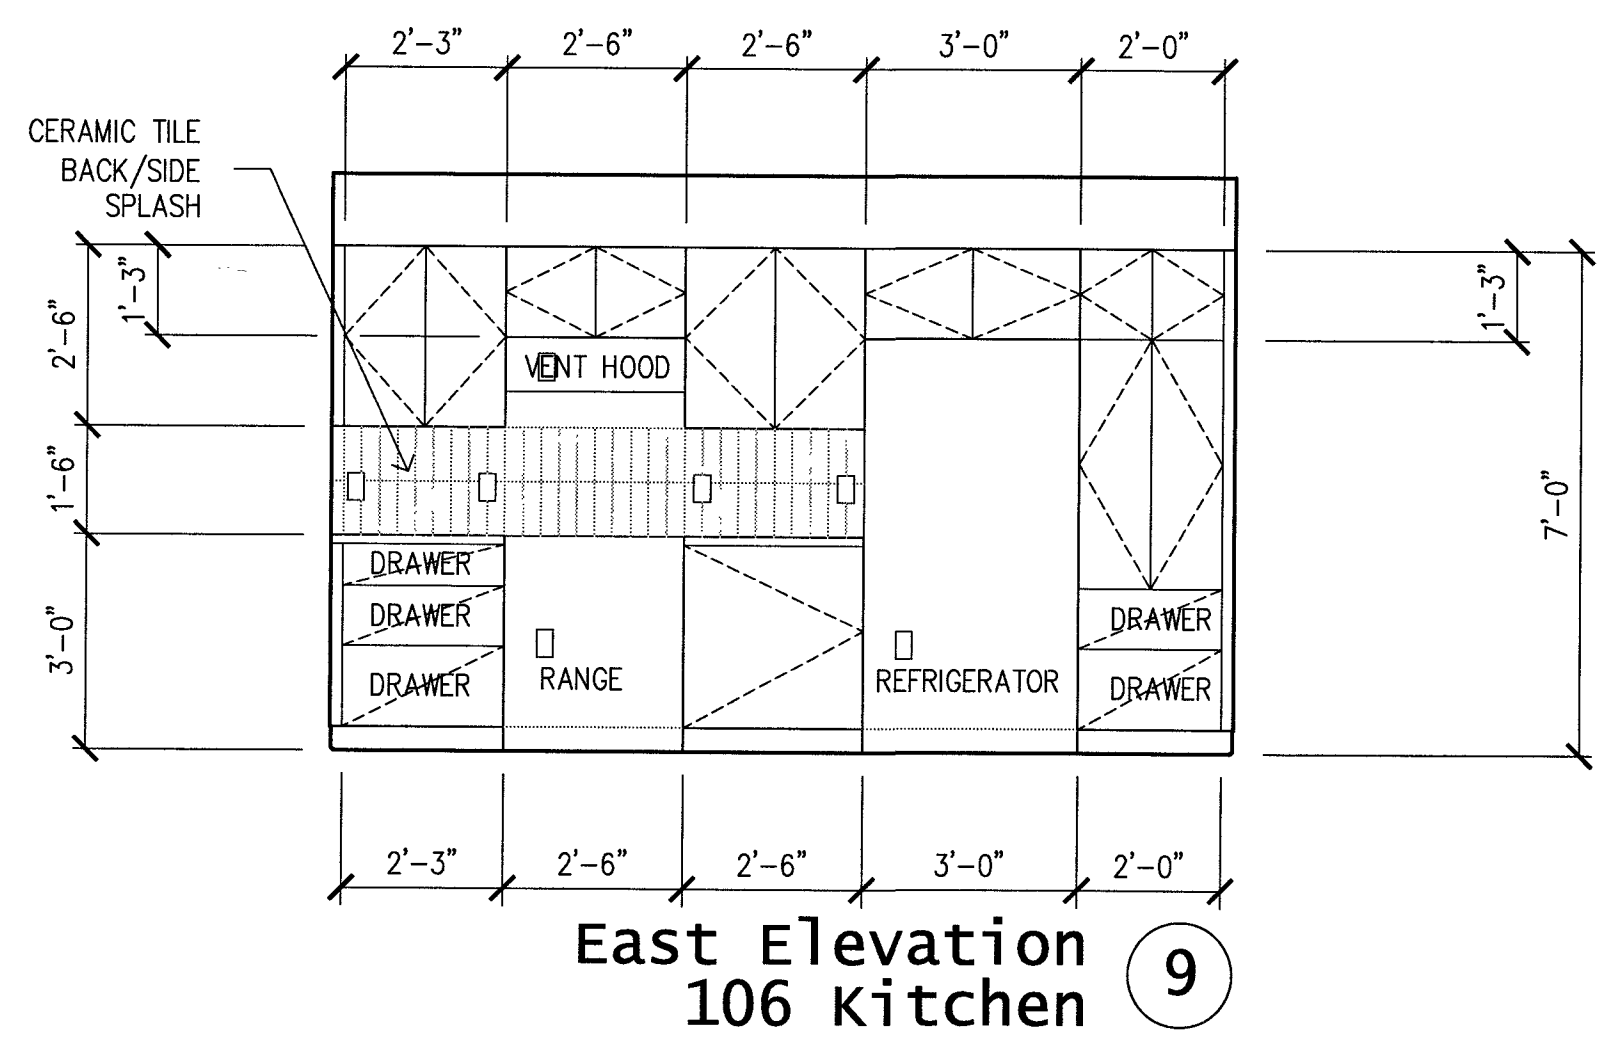 2'-3" 2'-6" 2'-6" 3'-0" 2'-0"
CERAMIC TILE
BACK/SIDE
SPLASH
1'-3"
2'-6"
1'-6"
3'-0"
1'-3"
7'-0"
VENT HOOD
DRAWER
DRAWER
DRAWER
RANGE
REFRIGERATOR
DRAWER
DRAWER
2'-3" 2'-6" 2'-6" 3'-0" 2'-0"
East Elevation
106 Kitchen
9